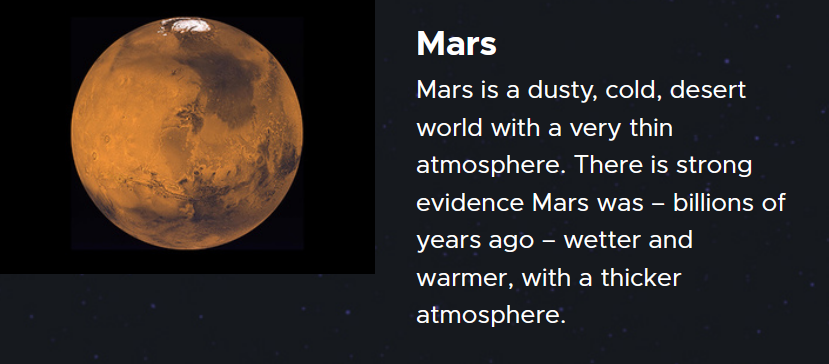 Mars
Mars is a dusty, cold, desert
world with a very thin
atmosphere. There is strong
evidence Mars was – billions of
years ago – wetter and
warmer, with a thicker
atmosphere.